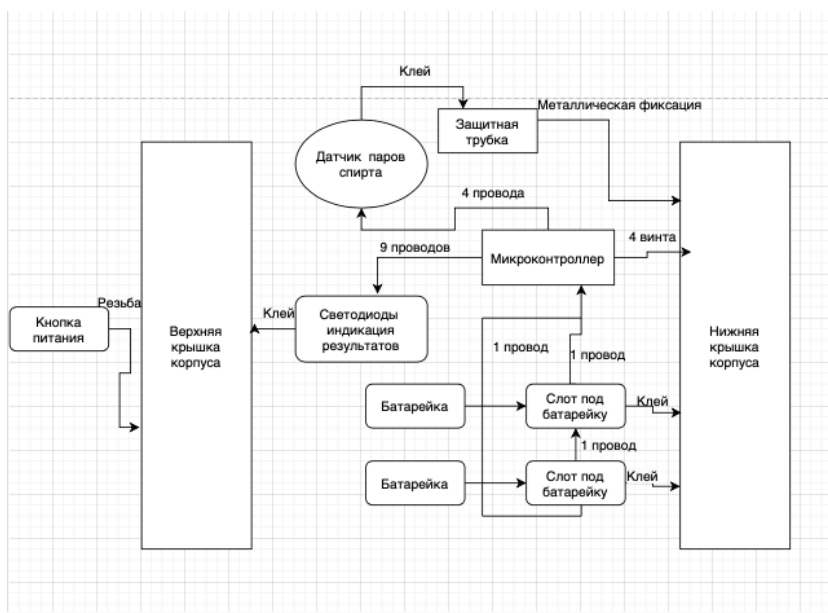 Клей
Металлическая фиксация
Защитная
трубка
Датчик паров
спирта
4 провода
9 проводов
Микроконтроллер
4 винта
Резьба
Кнопка
питания
Верхняя
крышка
корпуса
Клей
Светодиоды
индикация
результатов
Нижняя
крышка
корпуса
1 провод
1 провод
Батарейка
Слот под
батарейку
Клей
1 провод
Батарейка
Слот под
батарейку
Клей